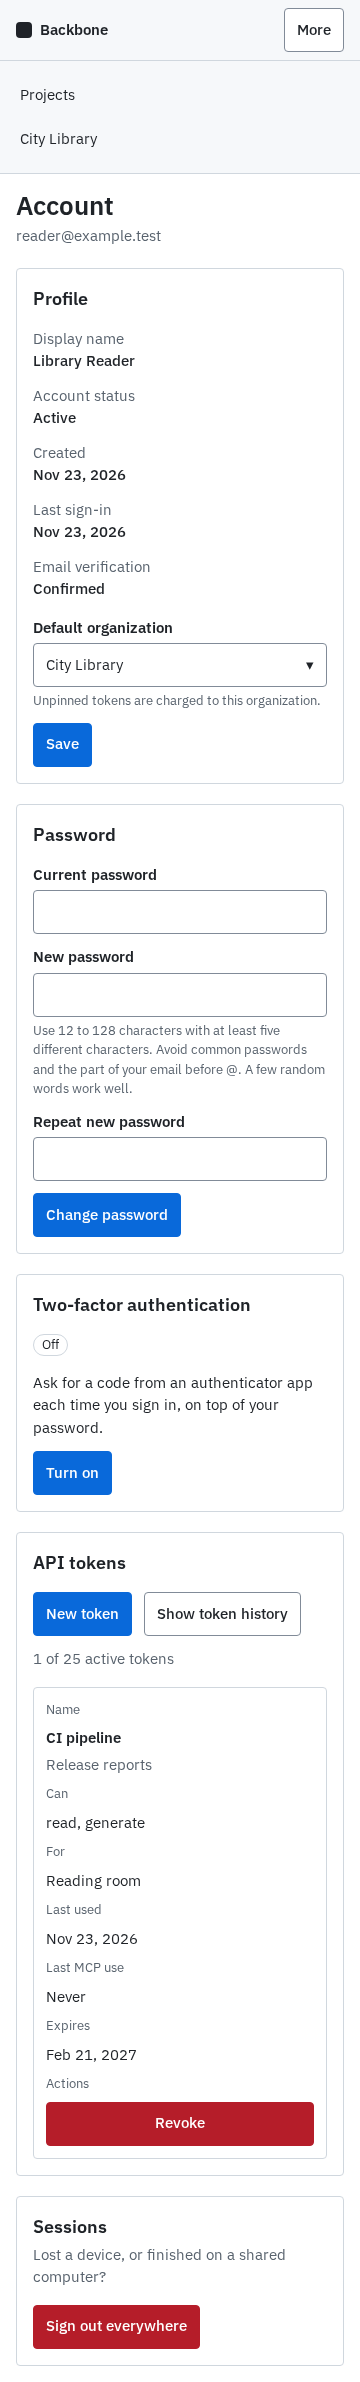 Backbone
More
Projects
City Library
Account
reader@example.test
Profile
Display name
Library Reader
Account status
Active
Created
Nov 23, 2026
Last sign-in
Nov 23, 2026
Email verification
Confirmed
Default organization
City Library ▾
Unpinned tokens are charged to this organization.
Save
Password
Current password
New password
Use 12 to 128 characters with at least five
different characters. Avoid common passwords
and the part of your email before @. A few random
words work well.
Repeat new password
Change password
Two-factor authentication
Off
Ask for a code from an authenticator app
each time you sign in, on top of your
password.
Turn on
API tokens
New token
Show token history
1 of 25 active tokens
Name
CI pipeline
Release reports
Can
read, generate
For
Reading room
Last used
Nov 23, 2026
Last MCP use
Never
Expires
Feb 21, 2027
Actions
Revoke
Sessions
Lost a device, or finished on a shared
computer?
Sign out everywhere